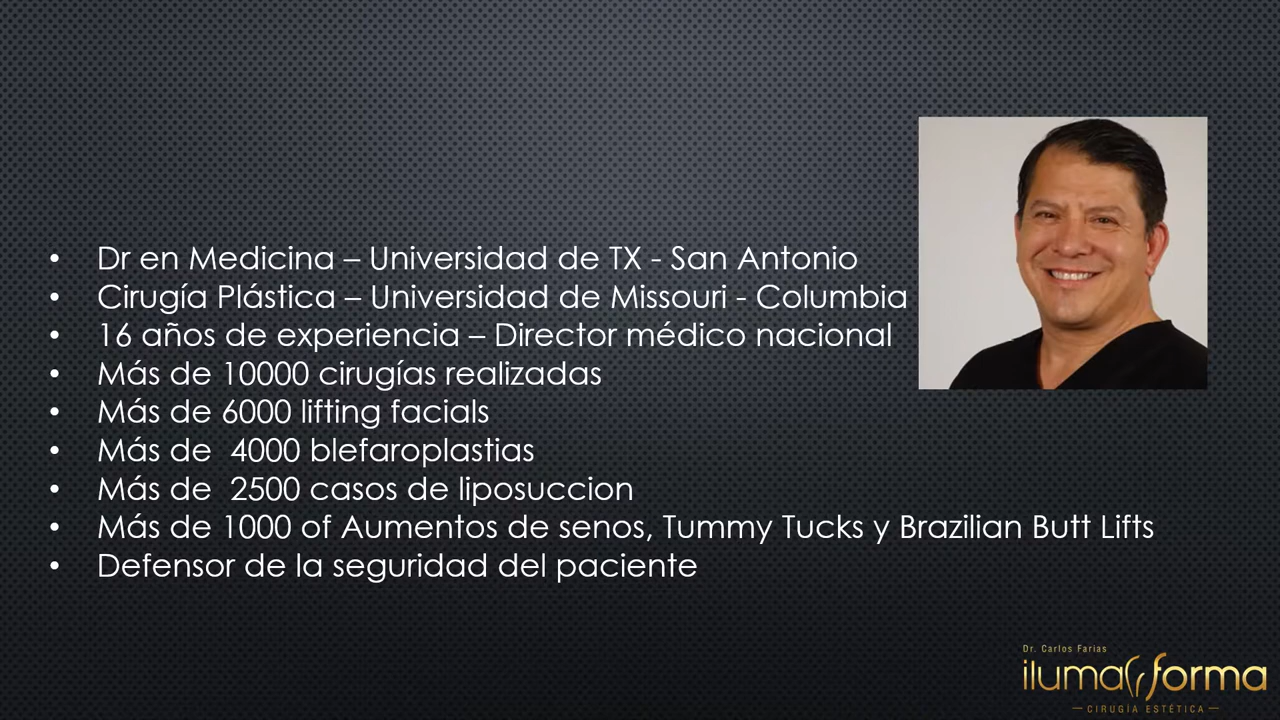 • Dr en Medicina – Universidad de TX - San Antonio
• Cirugía Plástica – Universidad de Missouri - Columbia
• 16 años de experiencia – Director médico nacional
• Más de 10000 cirugías realizadas
• Más de 6000 lifting facials
• Más de  4000 blefaroplastias
• Más de  2500 casos de liposuccion
• Más de 1000 of Aumentos de senos, Tummy Tucks y Brazilian Butt Lifts
• Defensor de la seguridad del paciente
Dr. Carlos Farias
iluma forma
CIRUGÍA ESTÉTICA